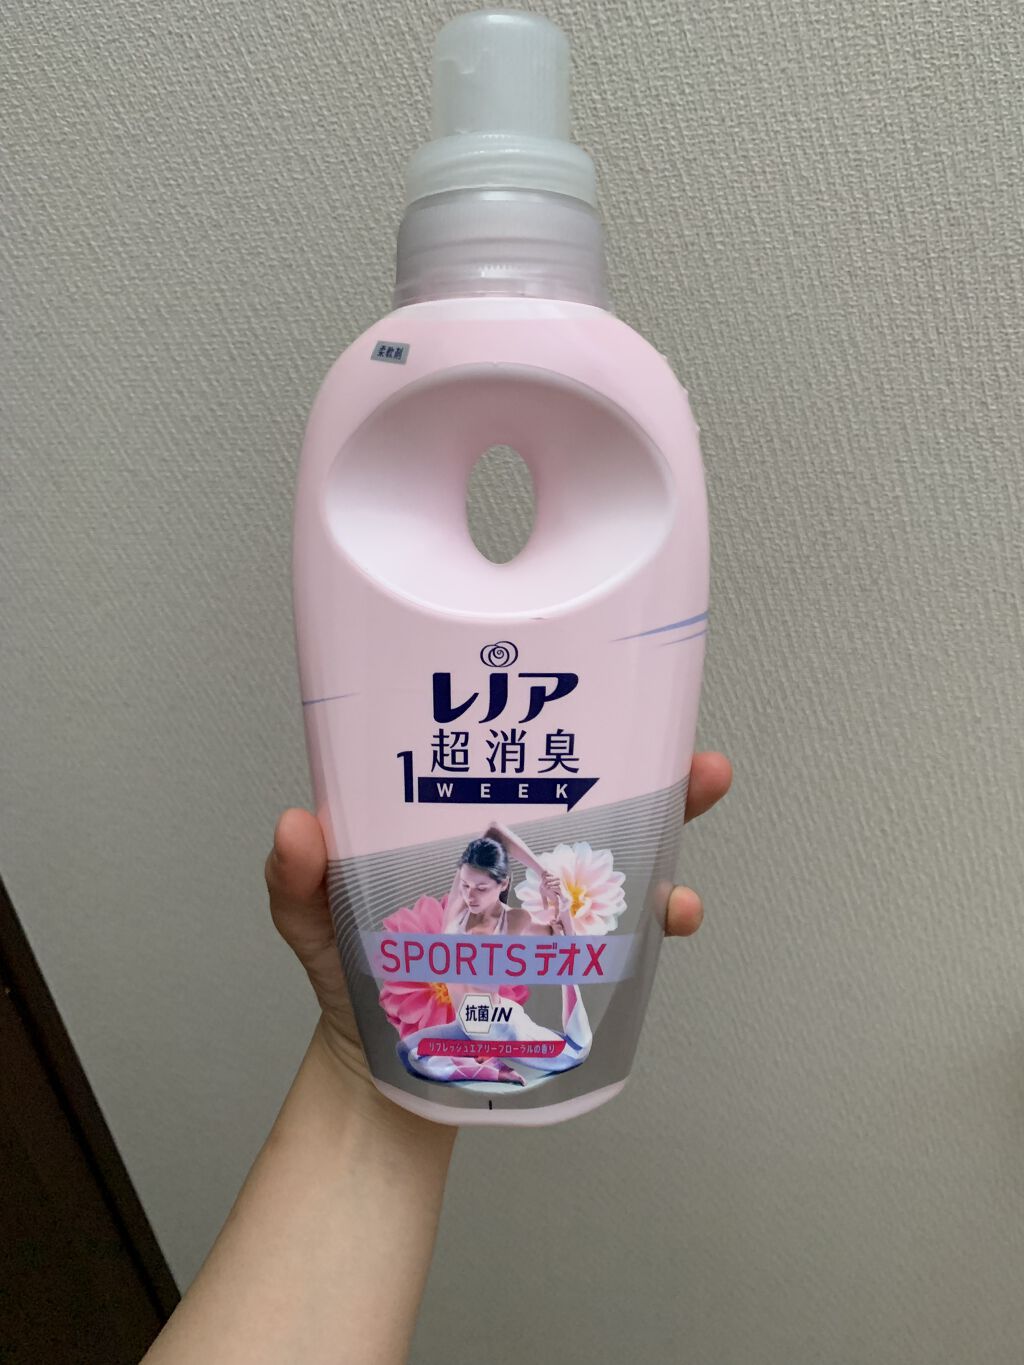 柔軟剤
レノア
超消臭
1WEEK
SPORTSデオX
抗菌IN
リフレッシュエアリーフローラルの香り